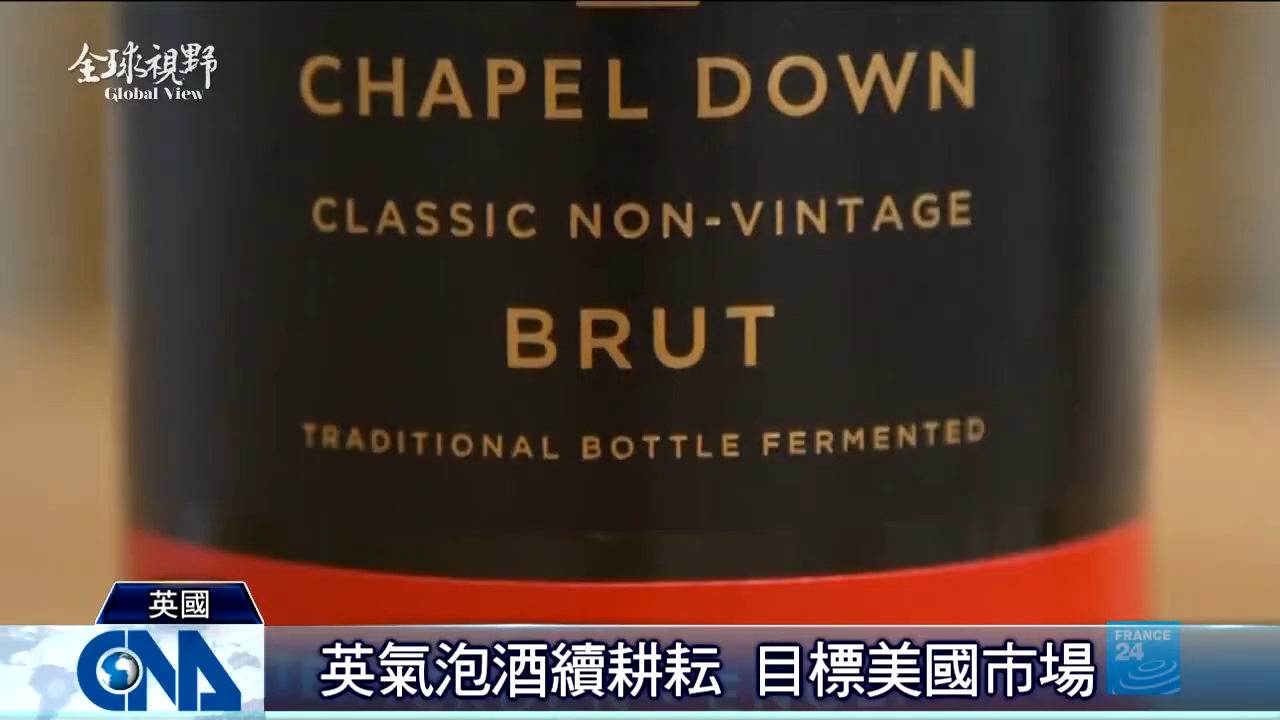 全球視野
Global View
CHAPEL DOWN
CLASSIC NON-VINTAGE
BRUT
TRADITIONAL BOTTLE FERMENTED
英國
CNA
英氣泡酒續耕耘 目標美國市場
FRANCE
24